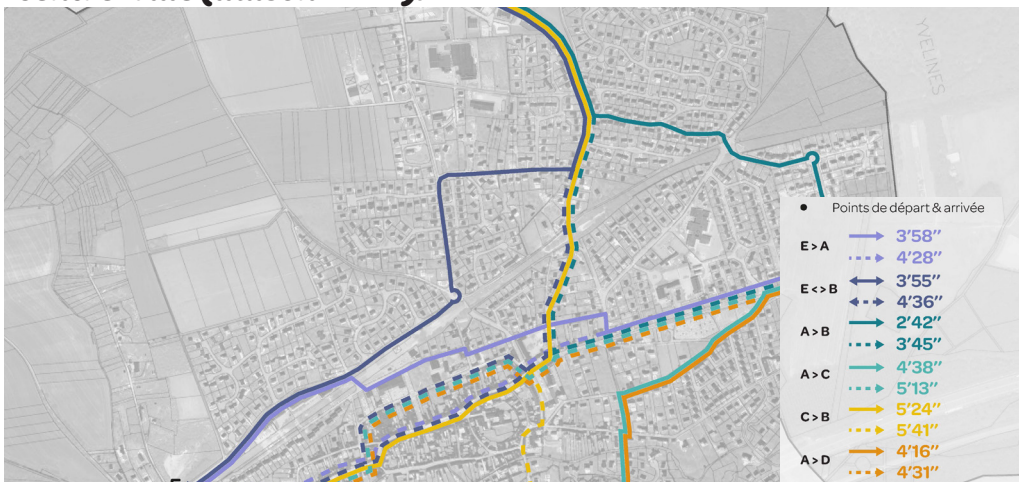 YVELINES
Points de départ & arrivée
E>A
3'58"
4'28"
E<>B
3'55"
4'36"
A>B
2'42"
3'45"
A>C
4'38"
5'13"
C>B
5'24"
5'41"
A>D
4'16"
4'31"